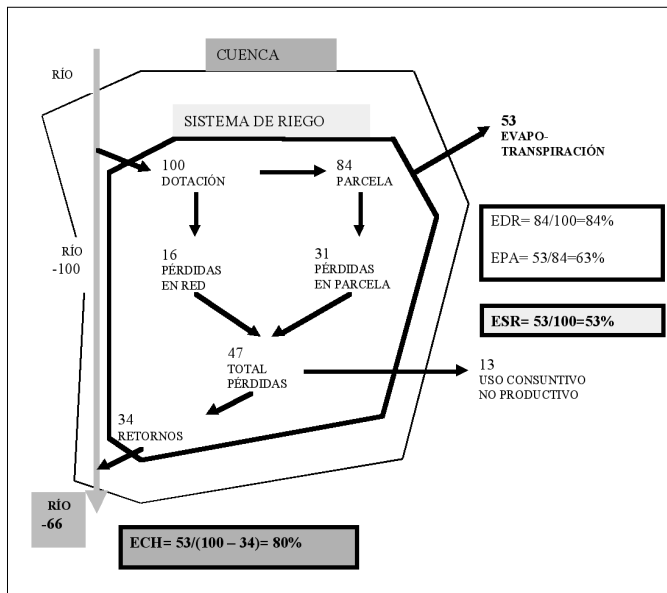 CUENCA
RÍO
SISTEMA DE RIEGO
53
EVAPO-
TRANSPIRACIÓN
100
DOTACIÓN
84
PARCELA
EDR= 84/100=84%
EPA= 53/84=63%
RÍO
-100
16
PÉRDIDAS
EN RED
31
PÉRDIDAS
EN PARCELA
ESR= 53/100=53%
47
TOTAL
PÉRDIDAS
13
USO CONSUNTIVO
NO PRODUCTIVO
34
RETORNOS
RÍO
-66
ECH= 53/(100 – 34)= 80%